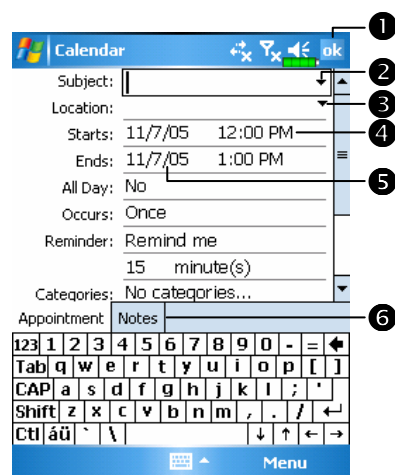 1
Calendar ok
2
Subject:
Location:
3
Starts: 11/7/05 12:00 PM
4
Ends: 11/7/05 1:00 PM
5
All Day: No
Occurs: Once
Reminder: Remind me
15 minute(s)
Categories: No categories...
Appointment Notes
6
123 1 2 3 4 5 6 7 8 9 0 - =
Tab q w e r t y u i o p [ ]
CAP a s d f g h j k l ; '
Shift z x c v b n m , . /
Ctl áü ` \
Menu